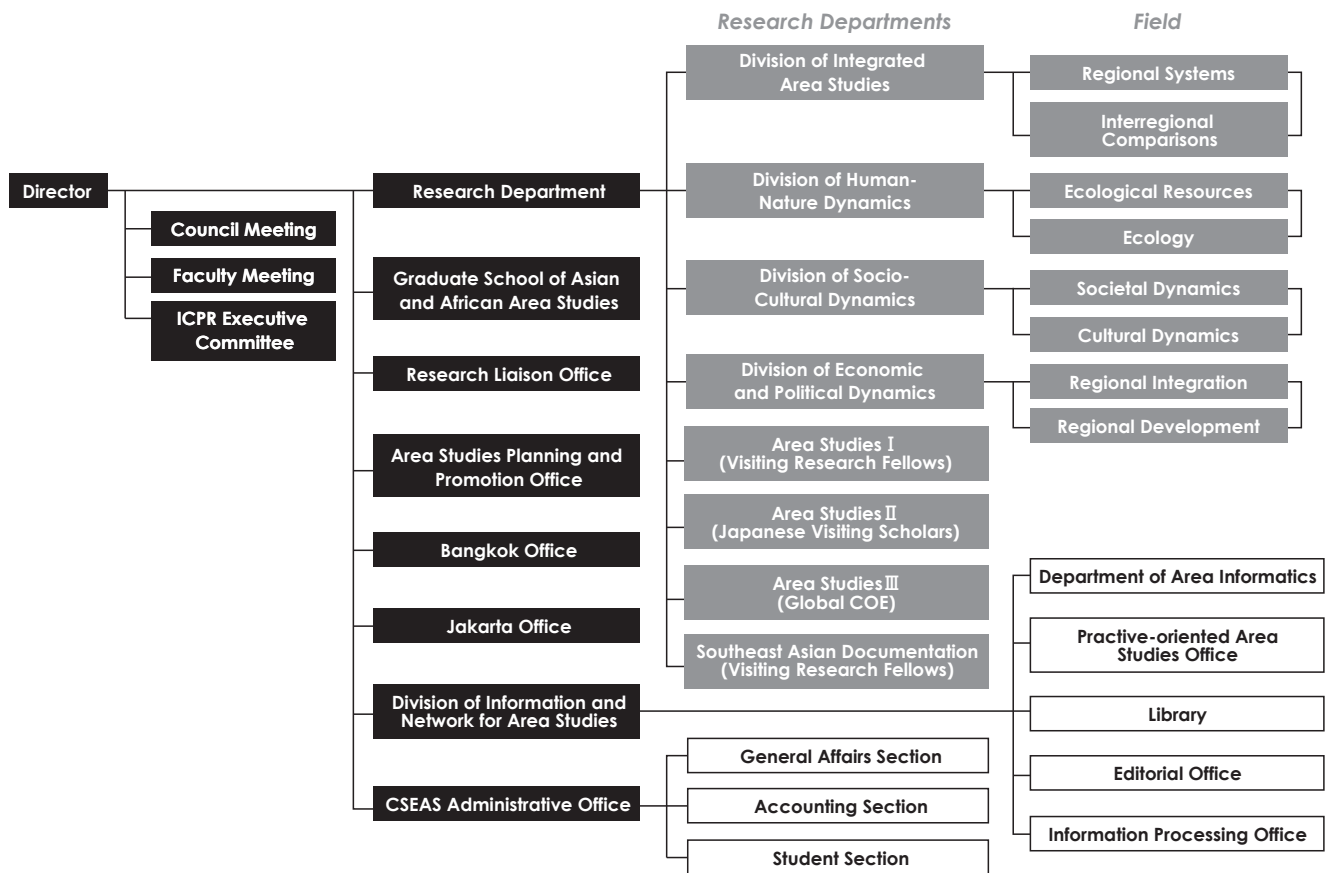 Research Departments
Field
Director
Council Meeting
Faculty Meeting
ICPR Executive
Committee
Research Department
Graduate School of Asian
and African Area Studies
Research Liaison Office
Area Studies Planning and
Promotion Office
Bangkok Office
Jakarta Office
Division of Information and
Network for Area Studies
CSEAS Administrative Office
Division of Integrated
Area Studies
Division of Human-
Nature Dynamics
Division of Socio-
Cultural Dynamics
Division of Economic
and Political Dynamics
Area Studies Ⅰ
(Visiting Research Fellows)
Area Studies Ⅱ
(Japanese Visiting Scholars)
Area Studies Ⅲ
(Global COE)
Southeast Asian Documentation
(Visiting Research Fellows)
General Affairs Section
Accounting Section
Student Section
Regional Systems
Interregional
Comparisons
Ecological Resources
Ecology
Societal Dynamics
Cultural Dynamics
Regional Integration
Regional Development
Department of Area Informatics
Practive-oriented Area
Studies Office
Library
Editorial Office
Information Processing Office